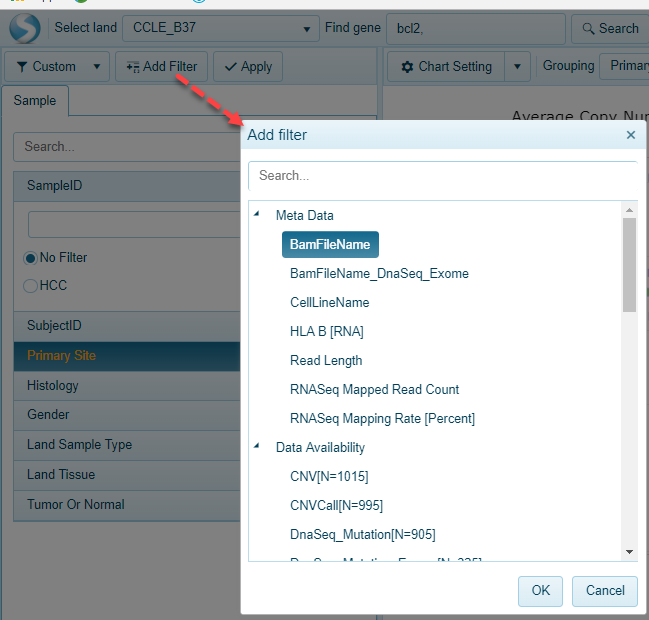 Select land CCLE_B37 Find gene bcl2, Search
Custom Add Filter Apply Chart Setting Grouping Primary
Sample
Average Copy Num
Add filter ×
Search...
Search...
SampleID
No Filter
HCC
SubjectID
Primary Site
Histology
Gender
Land Sample Type
Land Tissue
Tumor Or Normal
Meta Data
BamFileName
BamFileName_DnaSeq_Exome
CellLineName
HLA B [RNA]
Read Length
RNASeq Mapped Read Count
RNASeq Mapping Rate [Percent]
Data Availability
CNV[N=1015]
CNVCall[N=995]
DnaSeq_Mutation[N=905]
OK Cancel